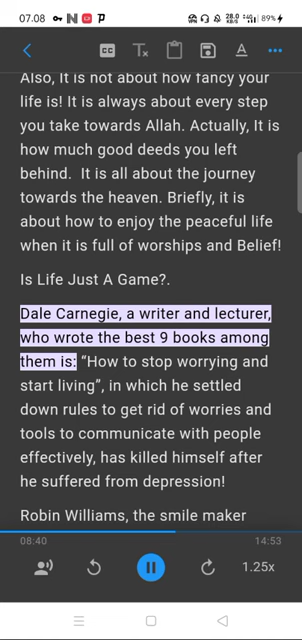 07.08
28.0 KB/S
89%
CC
Also, It is not about how fancy your
life is! It is always about every step
you take towards Allah. Actually, It is
how much good deeds you left
behind.  It is all about the journey
towards the heaven. Briefly, it is
about how to enjoy the peaceful life
when it is full of worships and Belief!
Is Life Just A Game?.
Dale Carnegie, a writer and lecturer,
who wrote the best 9 books among
them is: “How to stop worrying and
start living”, in which he settled
down rules to get rid of worries and
tools to communicate with people
effectively, has killed himself after
he suffered from depression!
Robin Williams, the smile maker
08:40
14:53
1.25x